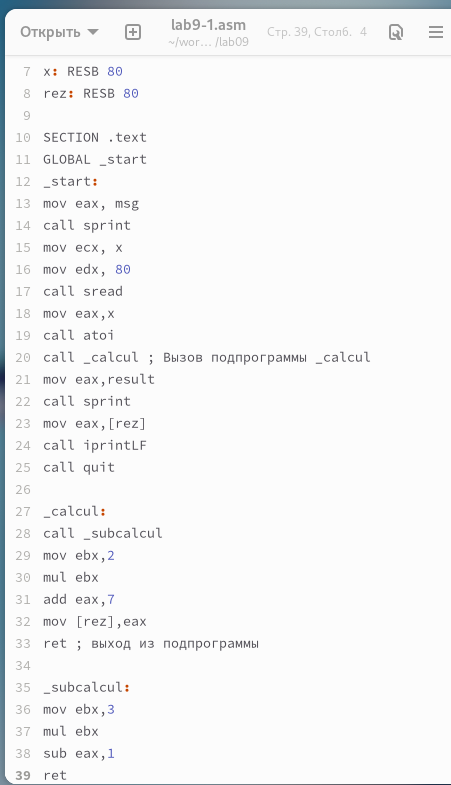 Открыть
lab9-1.asm
~/wor… /lab09
Стр. 39, Столб. 4
7 x: RESB 80
8 rez: RESB 80
9
10 SECTION .text
11 GLOBAL _start
12 _start:
13 mov eax, msg
14 call sprint
15 mov ecx, x
16 mov edx, 80
17 call sread
18 mov eax,x
19 call atoi
20 call _calcul ; Вызов подпрограммы _calcul
21 mov eax,result
22 call sprint
23 mov eax,[rez]
24 call iprintLF
25 call quit
26
27 _calcul:
28 call _subcalcul
29 mov ebx,2
30 mul ebx
31 add eax,7
32 mov [rez],eax
33 ret ; выход из подпрограммы
34
35 _subcalcul:
36 mov ebx,3
37 mul ebx
38 sub eax,1
39 ret